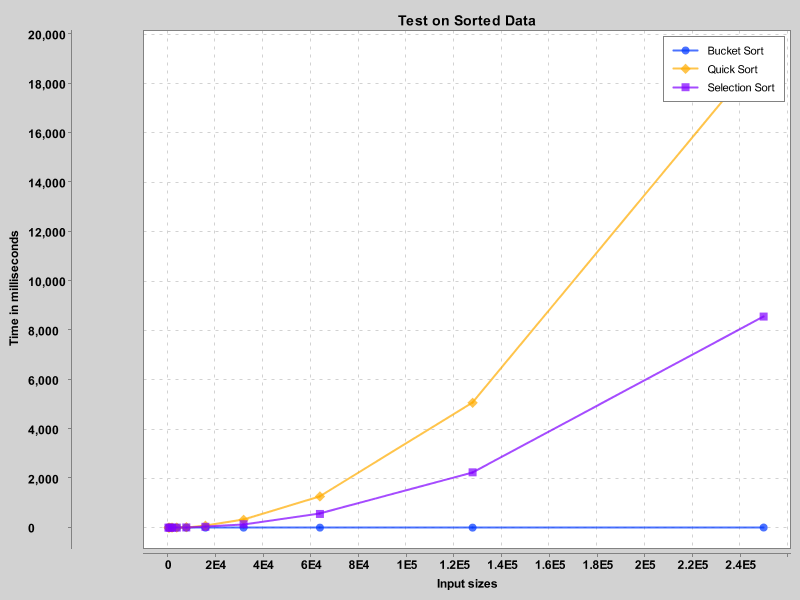 Test on Sorted Data
Bucket Sort
Quick Sort
Selection Sort
Time in milliseconds
20,000
18,000
16,000
14,000
12,000
10,000
8,000
6,000
4,000
2,000
0
0 2E4 4E4 6E4 8E4 1E5 1.2E5 1.4E5 1.6E5 1.8E5 2E5 2.2E5 2.4E5
Input sizes